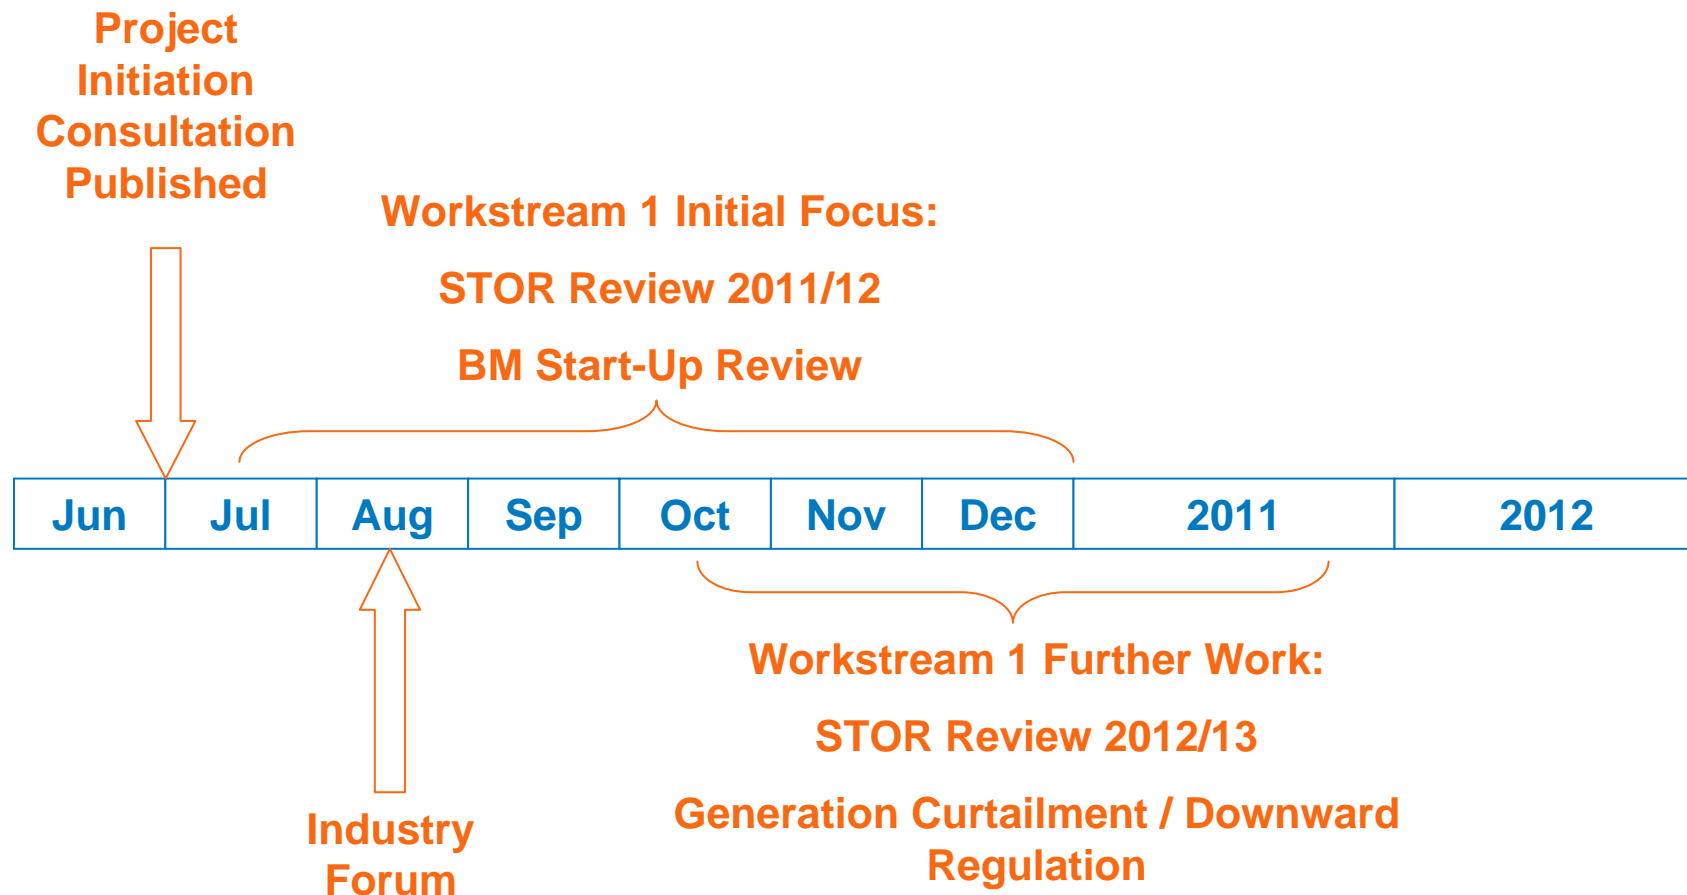 Project
Initiation
Consultation
Published
Workstream 1 Initial Focus:
STOR Review 2011/12
BM Start-Up Review
Jun Jul Aug Sep Oct Nov Dec 2011 2012
Workstream 1 Further Work:
STOR Review 2012/13
Generation Curtailment / Downward
Regulation
Industry
Forum